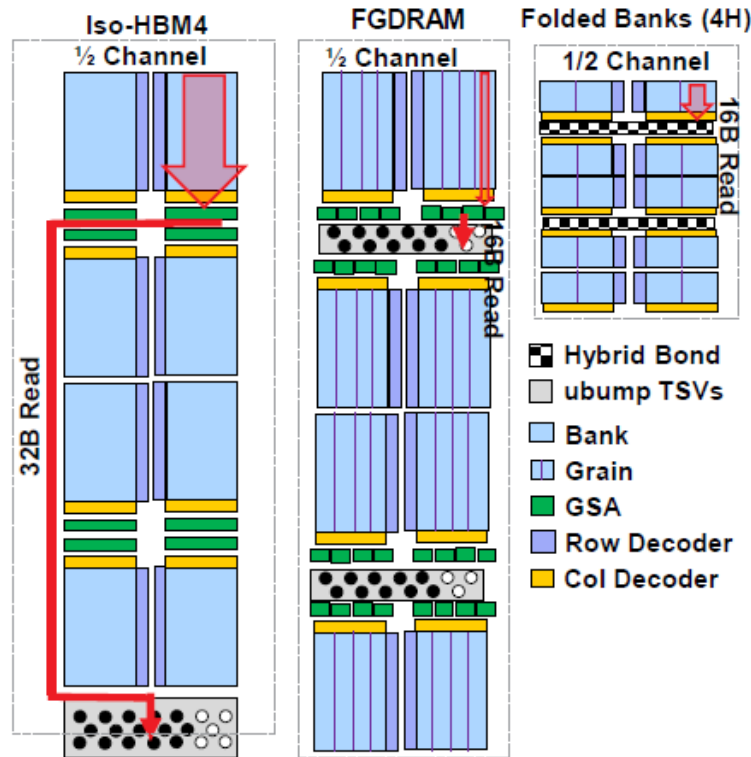 Iso-HBM4
½ Channel
32B Read
FGDRAM
½ Channel
16B Read
Folded Banks (4H)
1/2 Channel
16B Read
Hybrid Bond
ubump TSVs
Bank
Grain
GSA
Row Decoder
Col Decoder